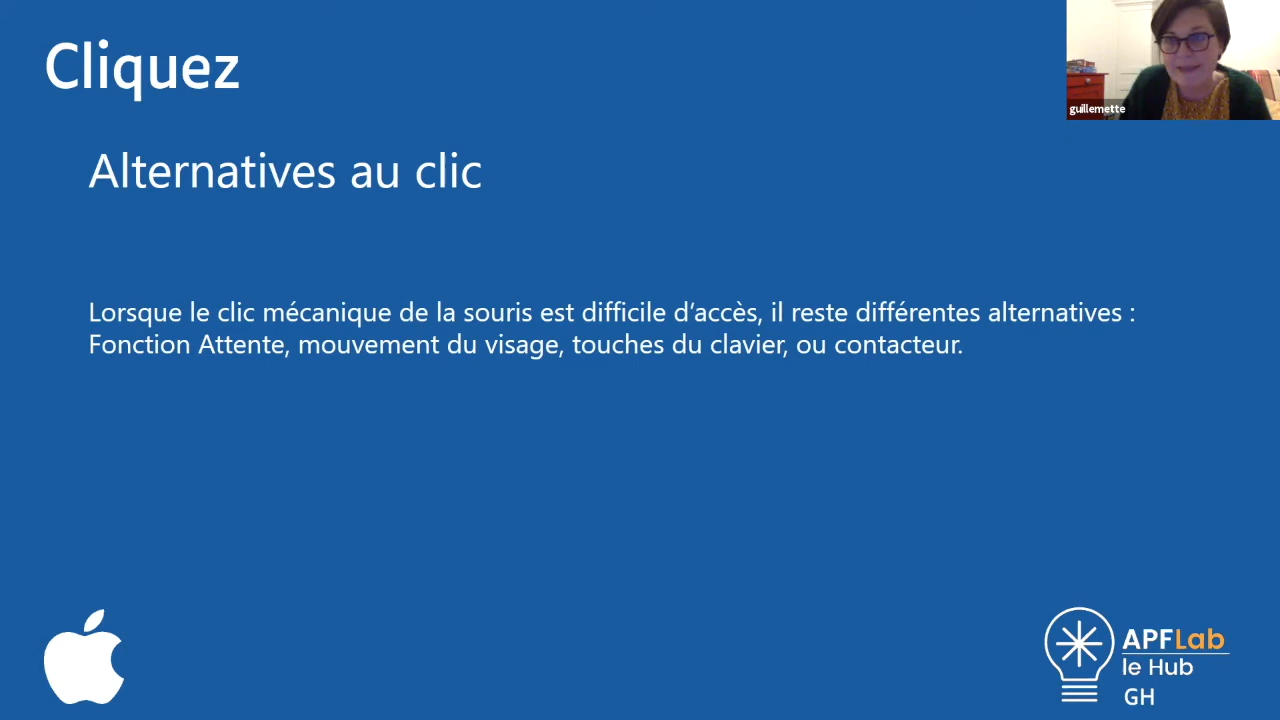 Cliquez
guillemette
Alternatives au clic
Lorsque le clic mécanique de la souris est difficile d’accès, il reste différentes alternatives :
Fonction Attente, mouvement du visage, touches du clavier, ou contacteur.
APFLab
le Hub
GH